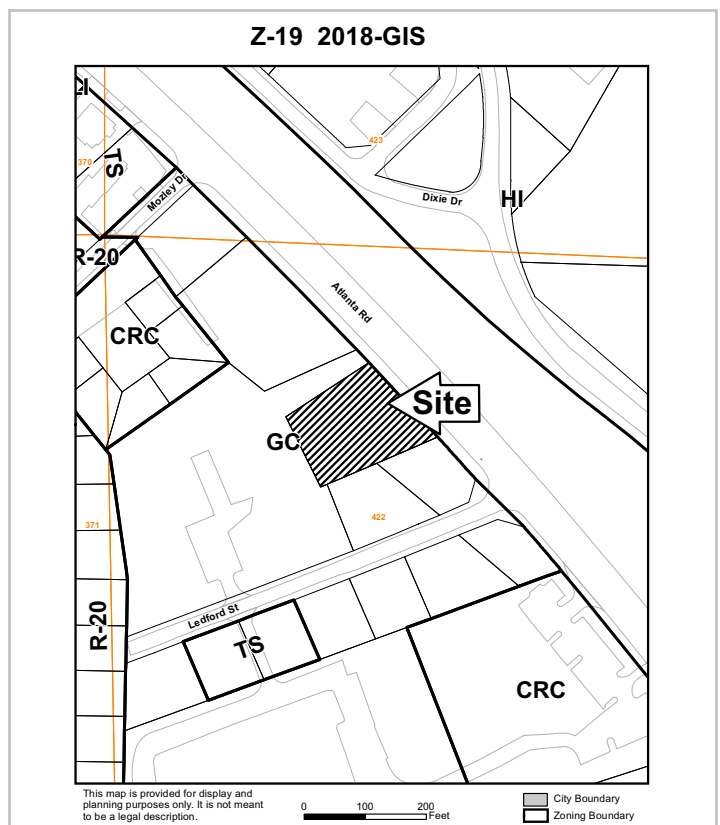 Z-19 2018-GIS
LI
423
370
TS
Mozley Dr
Dixie Dr
HI
R-20
Atlanta Rd
CRC
Site
GC
422
371
Ledford St
R-20
TS
CRC
This map is provided for display and
planning purposes only. It is not meant
to be a legal description.
0 100 200
Feet
City Boundary
Zoning Boundary